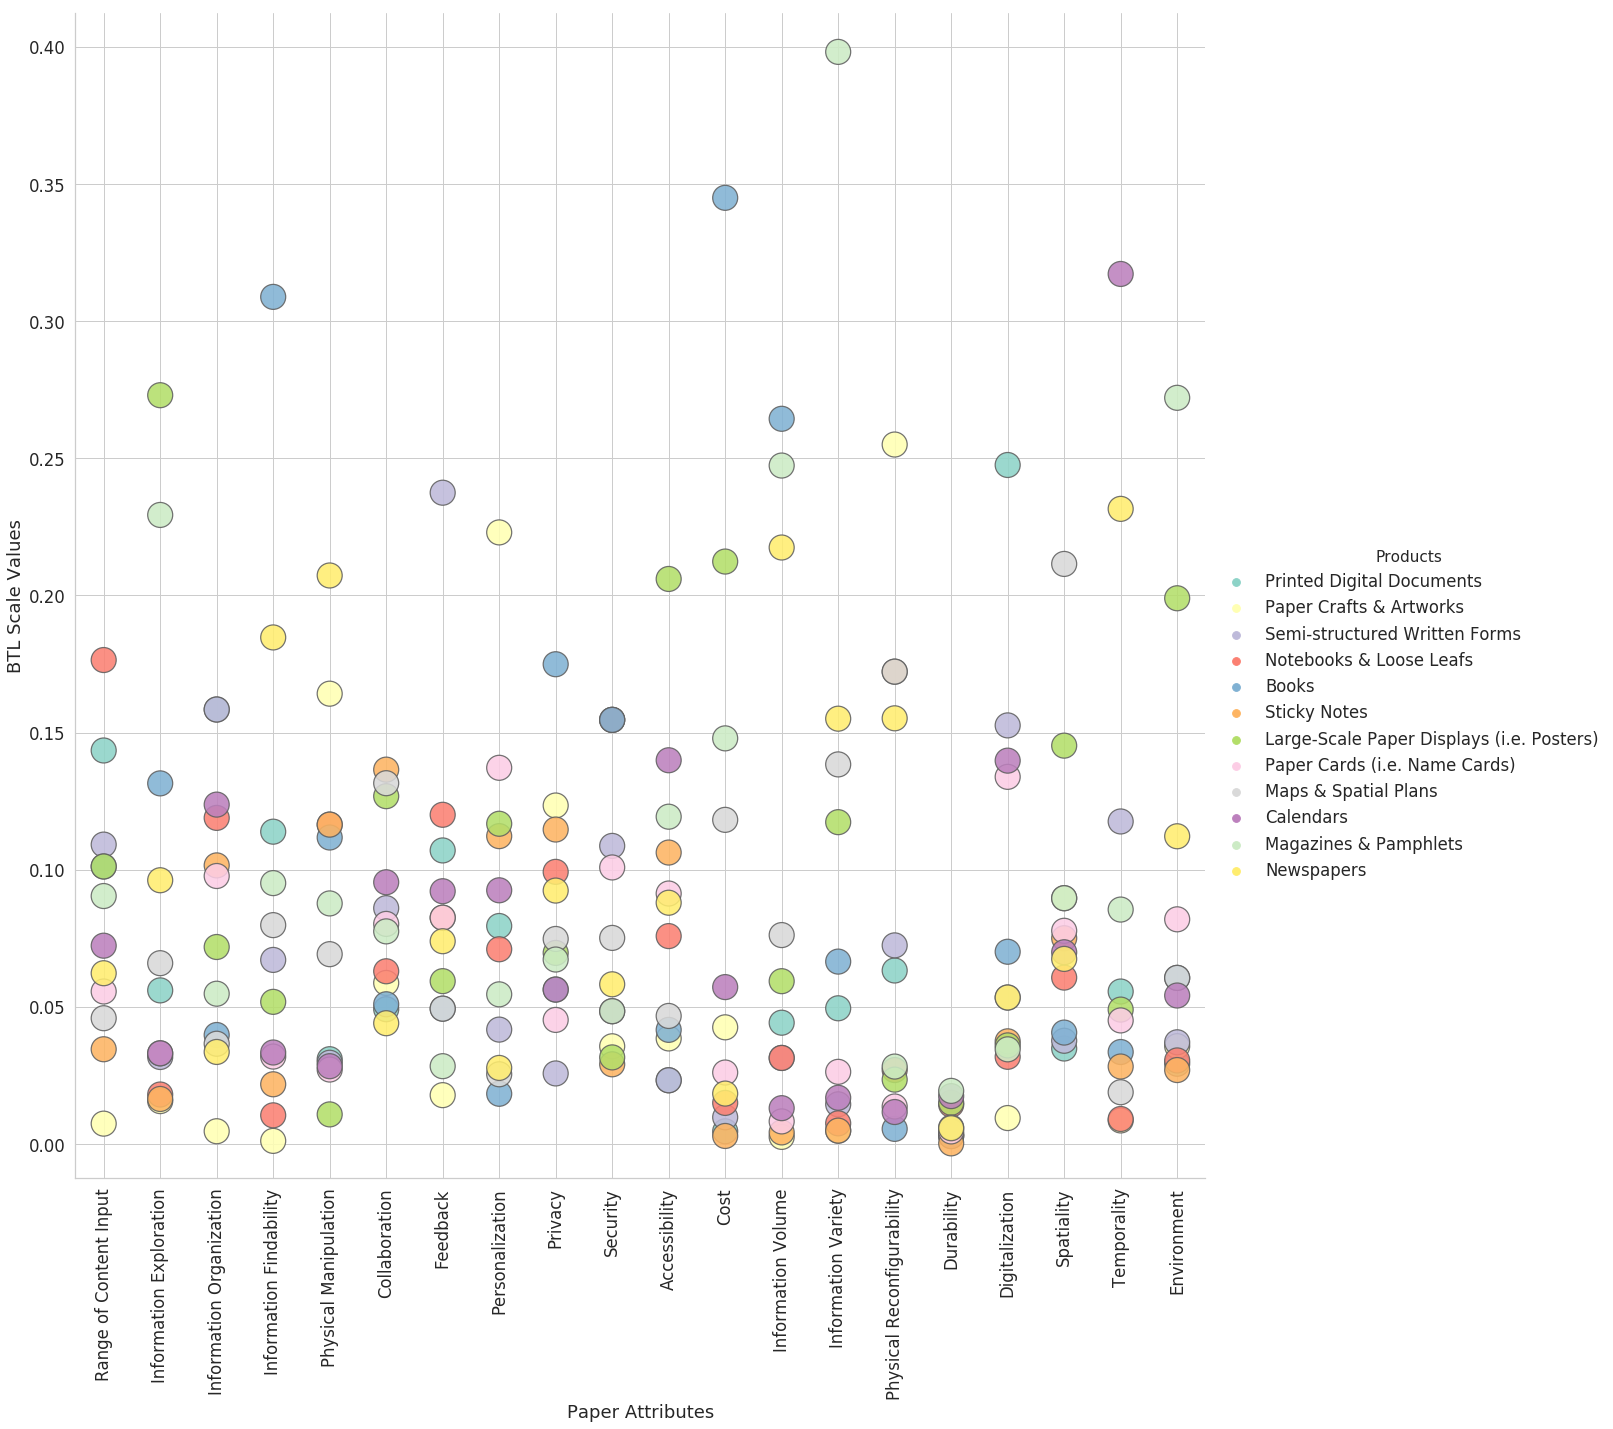 0.40
0.35
0.30
0.25
0.20
0.15
0.10
0.05
0.00
BTL Scale Values
Range of Content Input
Information Exploration
Information Organization
Information Findability
Physical Manipulation
Collaboration
Feedback
Personalization
Privacy
Security
Accessibility
Cost
Information Volume
Information Variety
Physical Reconfigurability
Durability
Digitalization
Spatiality
Temporality
Environment
Paper Attributes
Products
Printed Digital Documents
Paper Crafts & Artworks
Semi-structured Written Forms
Notebooks & Loose Leafs
Books
Sticky Notes
Large-Scale Paper Displays (i.e. Posters)
Paper Cards (i.e. Name Cards)
Maps & Spatial Plans
Calendars
Magazines & Pamphlets
Newspapers